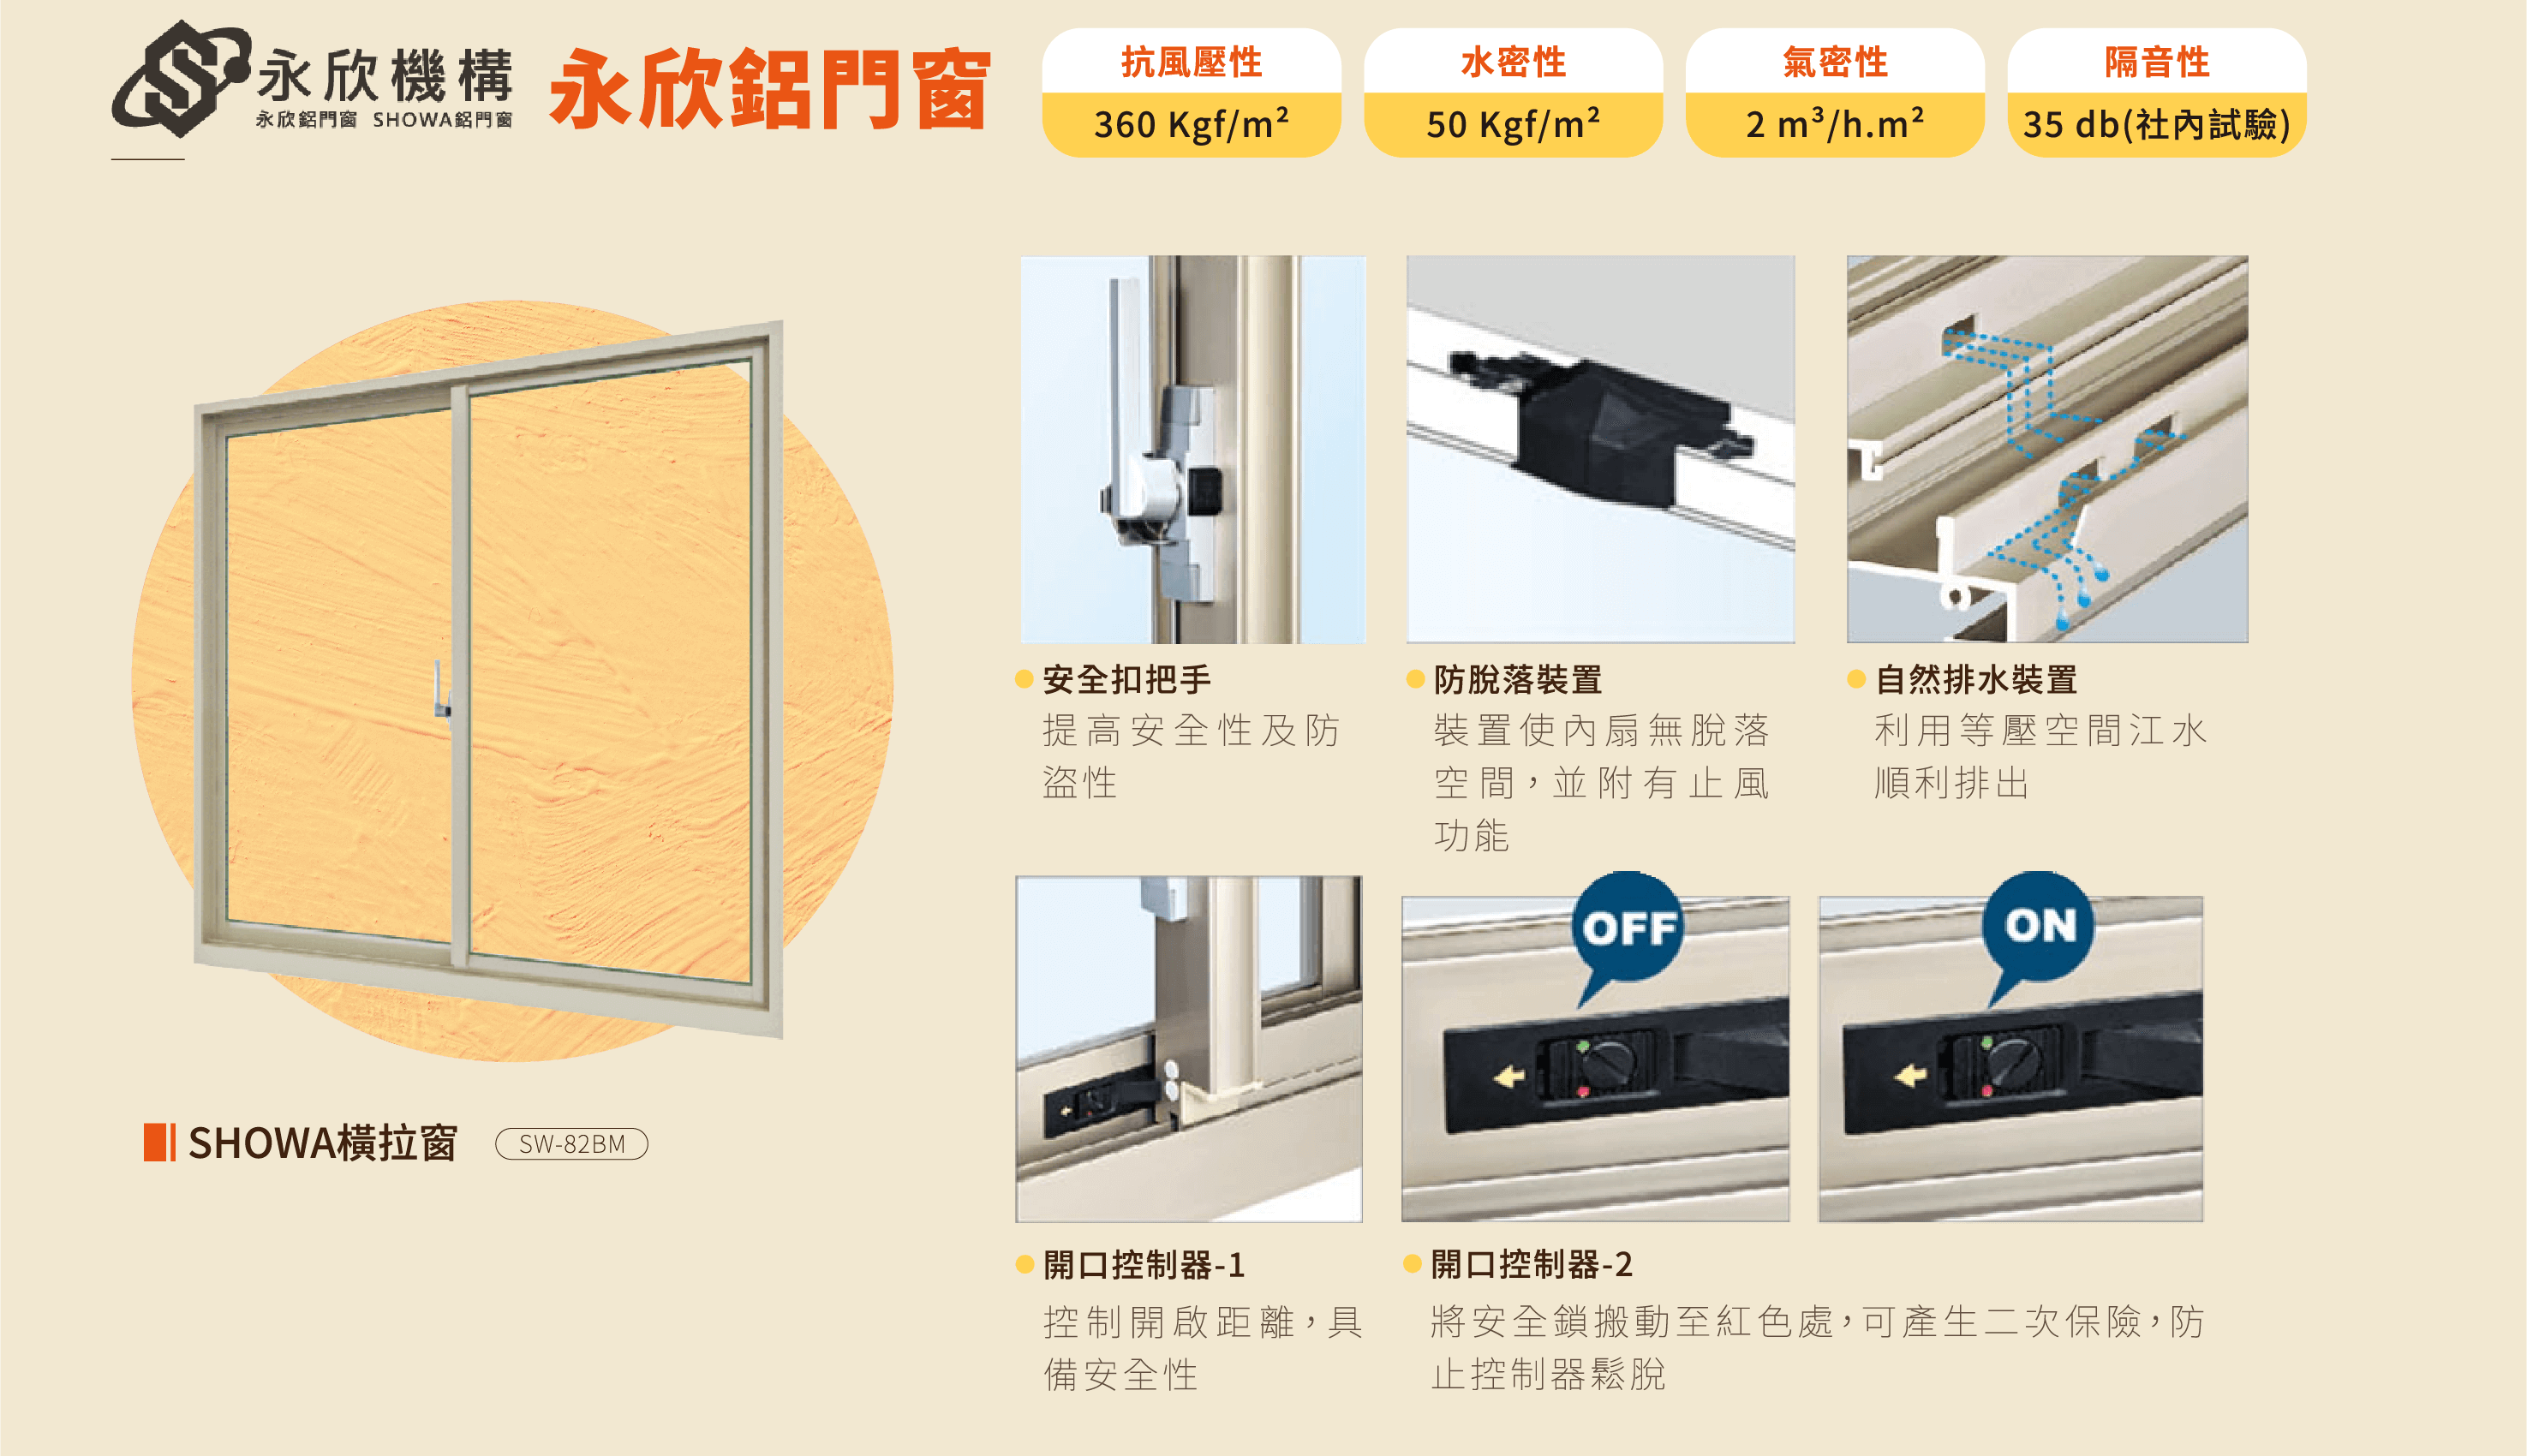 永欣機構
永欣鋁門窗 SHOWA鋁門窗
永欣鋁門窗
抗風壓性
360 Kgf/m²
水密性
50 Kgf/m²
氣密性
2 m³/h.m²
隔音性
35 db(社內試驗)
安全扣把手
提高安全性及防
盜性
防脫落裝置
裝置使內扇無脫落
空間，並附有止風
功能
自然排水裝置
利用等壓空間江水
順利排出
OFF
ON
SHOWA橫拉窗
SW-82BM
開口控制器-1
控制開啟距離，具
備安全性
開口控制器-2
將安全鎖搬動至紅色處，可產生二次保險，防
止控制器鬆脫